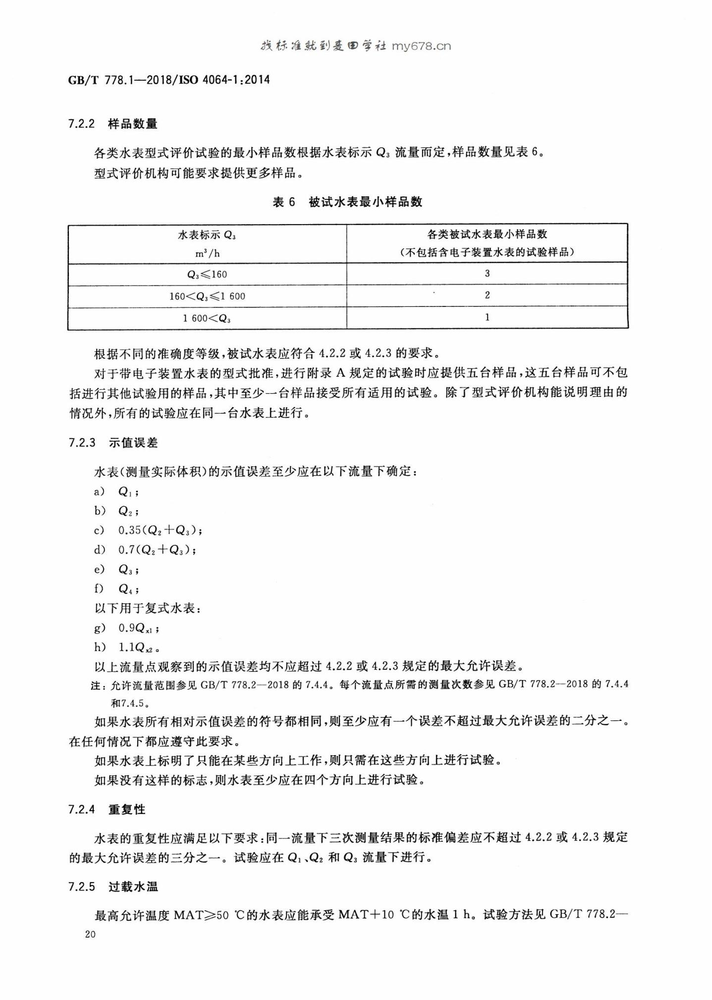 找标准就到麦田学社 my678.cn
GB/T 778.1—2018/ISO 4064-1:2014
7.2.2 样品数量
各类水表型式评价试验的最小样品数根据水表标示 Q₃ 流量而定,样品数量见表 6。
型式评价机构可能要求提供更多样品。
表 6 被试水表最小样品数
水表标示 Q₃
m³/h
各类被试水表最小样品数
(不包括含电子装置水表的试验样品)
Q₃≤160
3
160<Q₃≤1 600
2
1 600<Q₃
1
根据不同的准确度等级,被试水表应符合 4.2.2 或 4.2.3 的要求。
对于带电子装置水表的型式批准,进行附录 A 规定的试验时应提供五台样品,这五台样品可不包
括进行其他试验用的样品,其中至少一台样品接受所有适用的试验。除了型式评价机构能说明理由的
情况外,所有的试验应在同一台水表上进行。
7.2.3 示值误差
水表(测量实际体积)的示值误差至少应在以下流量下确定:
a) Q₁;
b) Q₂;
c) 0.35(Q₂+Q₃);
d) 0.7(Q₂+Q₃);
e) Q₃;
f) Q₄;
以下用于复式水表:
g) 0.9Qx1;
h) 1.1Qx2。
以上流量点观察到的示值误差均不应超过 4.2.2 或 4.2.3 规定的最大允许误差。
注: 允许流量范围参见 GB/T 778.2—2018 的 7.4.4。每个流量点所需的测量次数参见 GB/T 778.2—2018 的 7.4.4
和7.4.5。
如果水表所有相对示值误差的符号都相同,则至少应有一个误差不超过最大允许误差的二分之一。
在任何情况下都应遵守此要求。
如果水表上标明了只能在某些方向上工作,则只需在这些方向上进行试验。
如果没有这样的标志,则水表至少应在四个方向上进行试验。
7.2.4 重复性
水表的重复性应满足以下要求:同一流量下三次测量结果的标准偏差应不超过 4.2.2 或 4.2.3 规定
的最大允许误差的三分之一。试验应在 Q₁、Q₂ 和 Q₃ 流量下进行。
7.2.5 过载水温
最高允许温度 MAT≥50 ℃的水表应能承受 MAT+10 ℃的水温 1 h。试验方法见 GB/T 778.2—
20